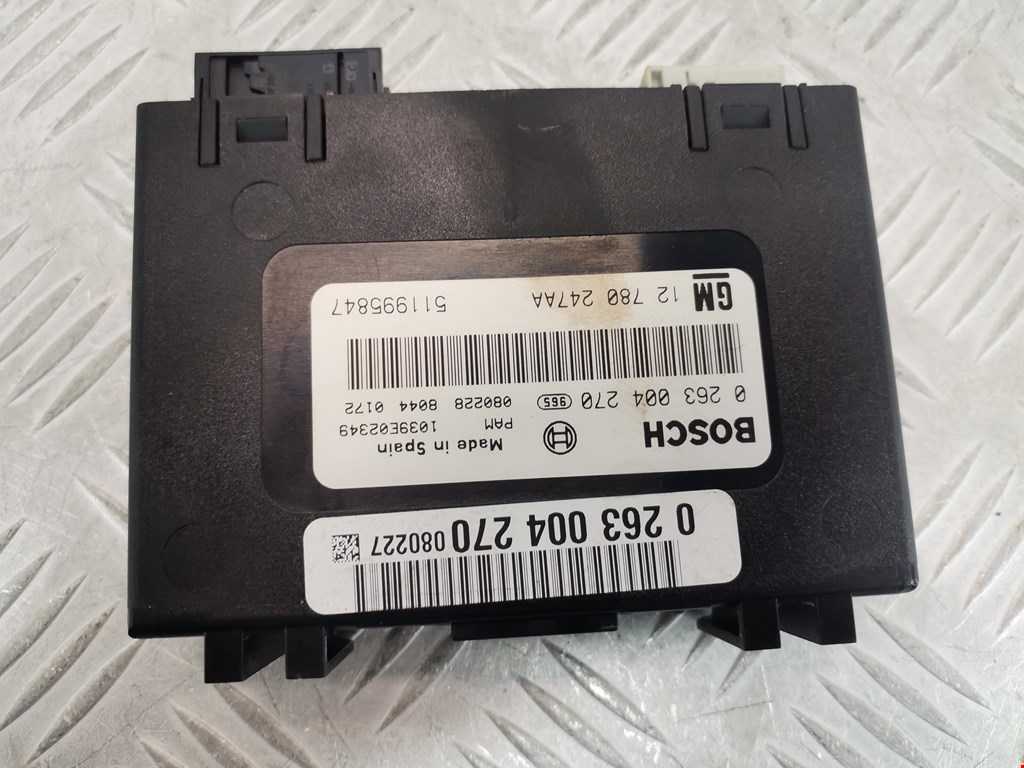 BOSCH
Made in Spain
PAM 1039E02349
0 263 004 270 965 080228 8044 0172
GM 12 780 247AA 511995847
0 263 004 270 080227